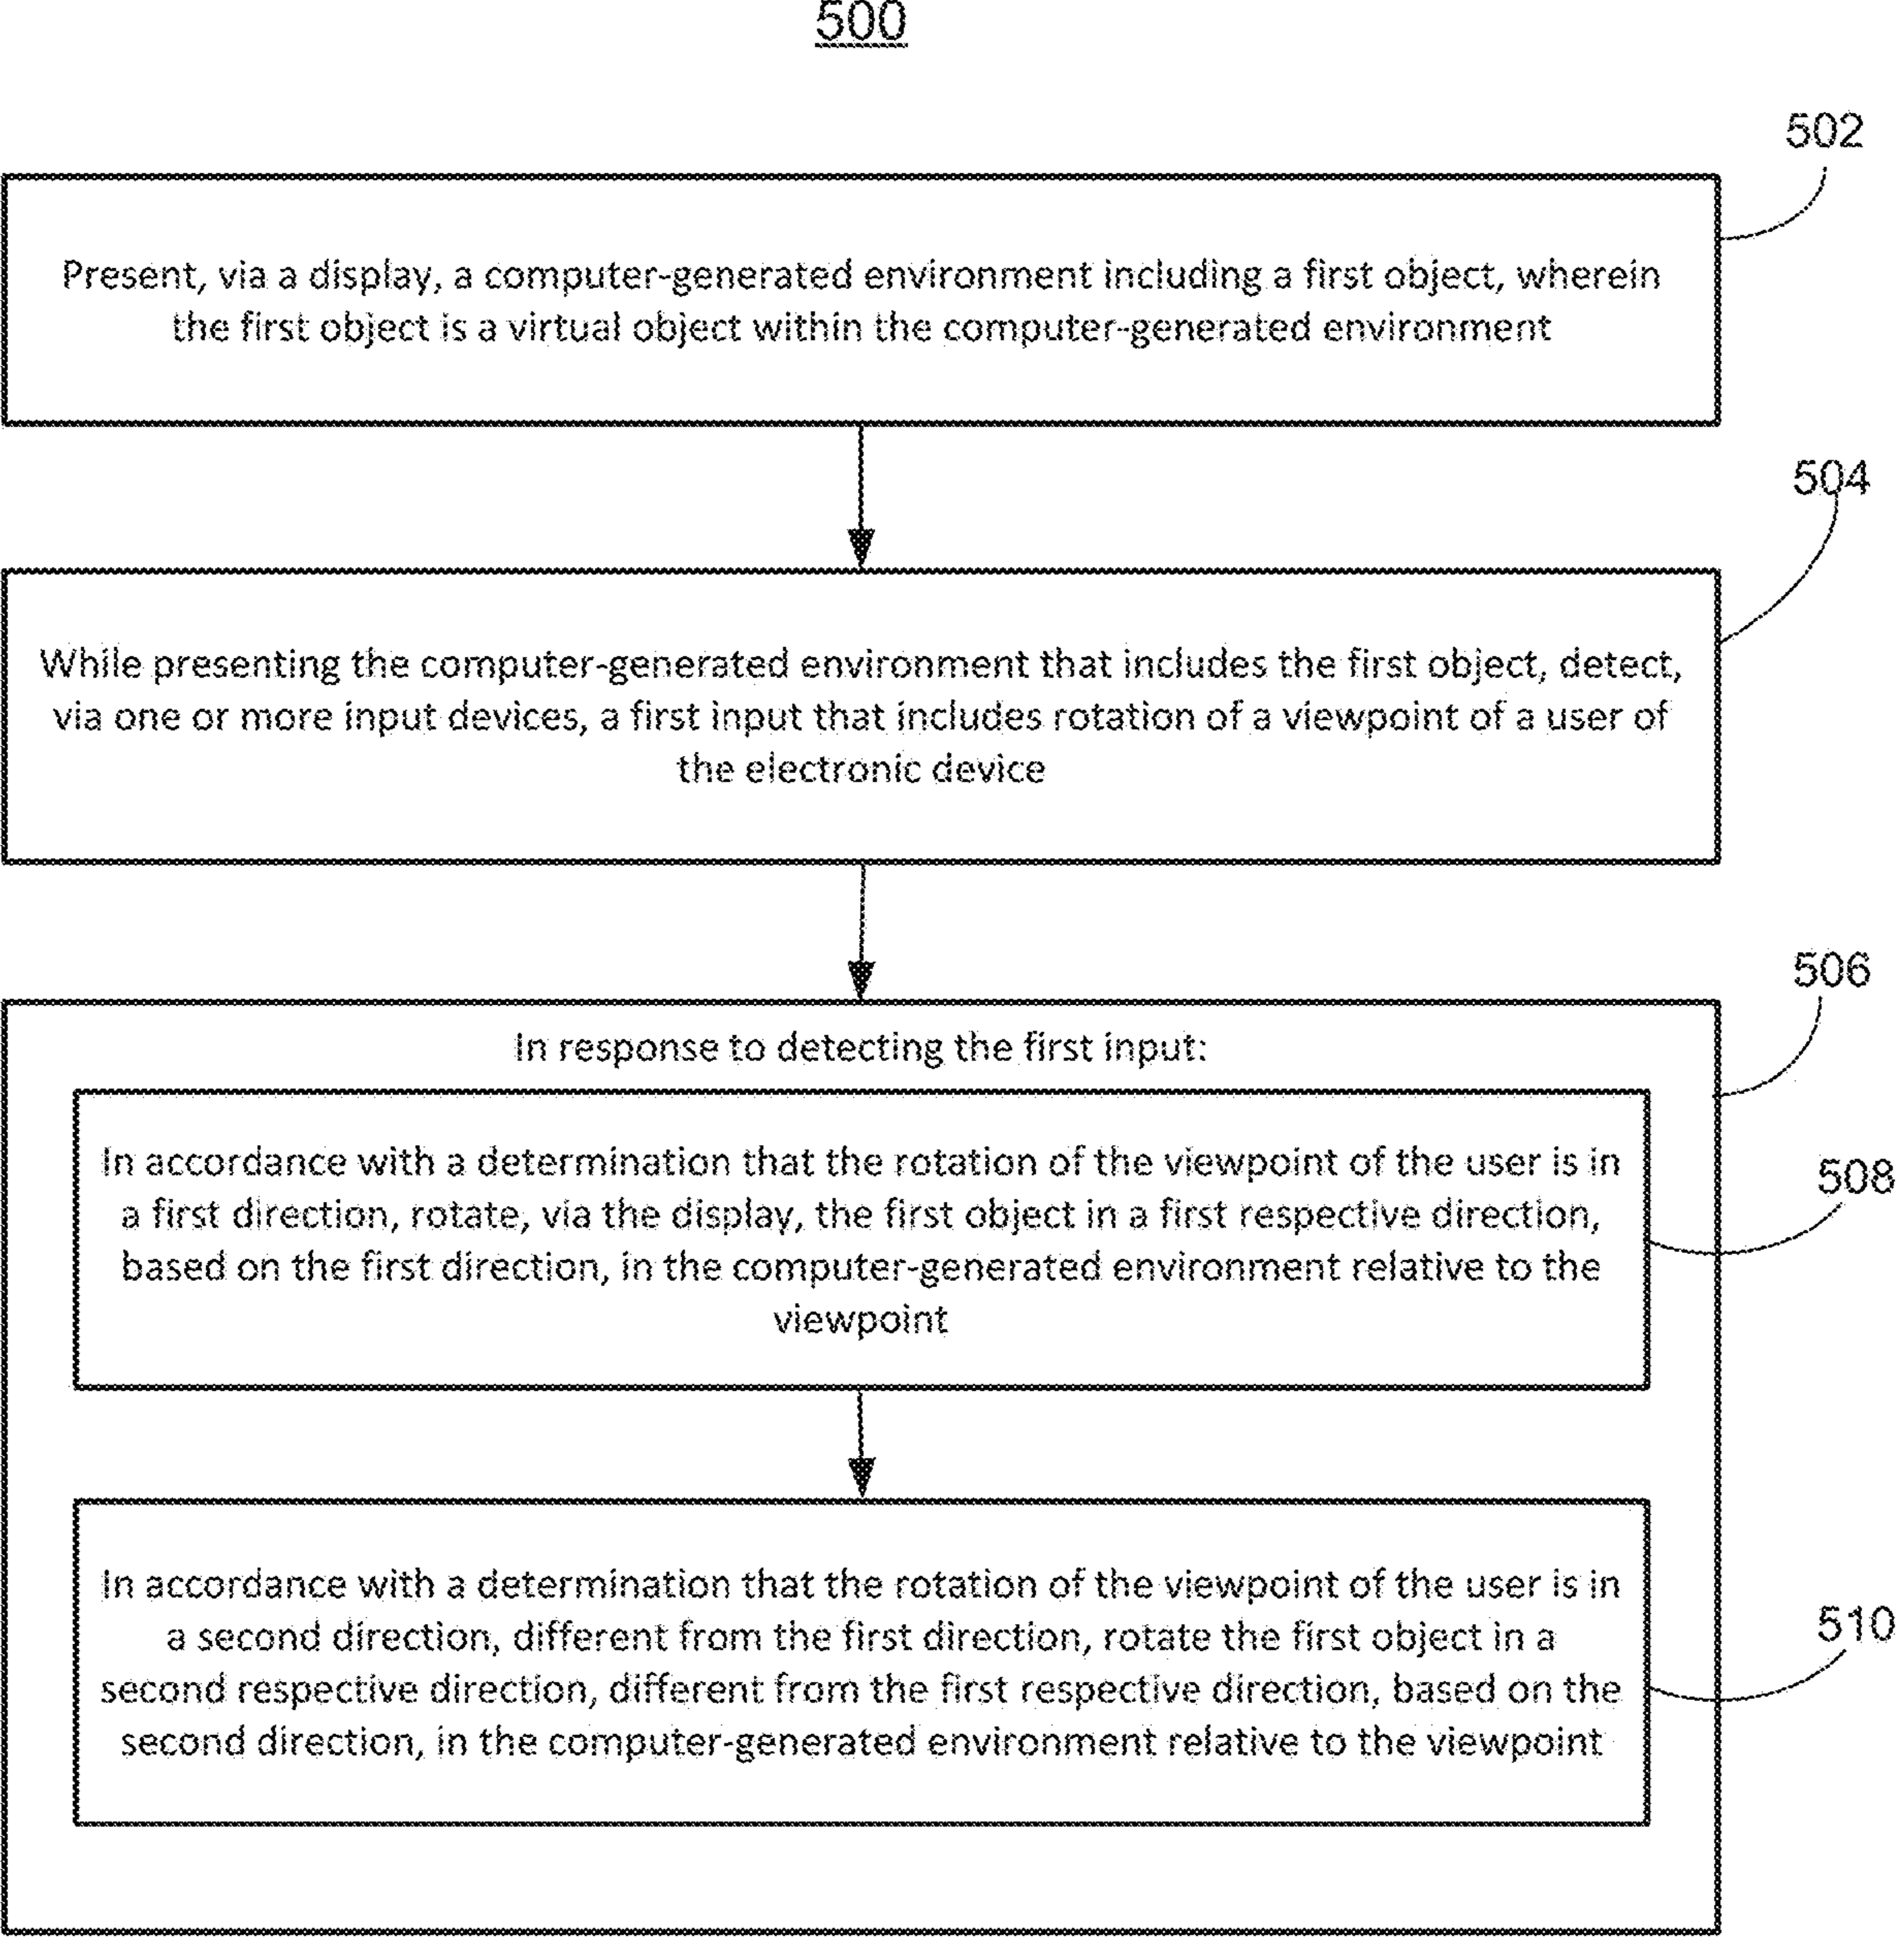 500
502
Present, via a display, a computer-generated environment including a first object, wherein
the first object is a virtual object within the computer-generated environment
504
While presenting the computer-generated environment that includes the first object, detect,
via one or more input devices, a first input that includes rotation of a viewpoint of a user of
the electronic device
506
In response to detecting the first input:
508
In accordance with a determination that the rotation of the viewpoint of the user is in
a first direction, rotate, via the display, the first object in a first respective direction,
based on the first direction, in the computer-generated environment relative to the
viewpoint
510
In accordance with a determination that the rotation of the viewpoint of the user is in
a second direction, different from the first direction, rotate the first object in a
second respective direction, different from the first respective direction, based on the
second direction, in the computer-generated environment relative to the viewpoint